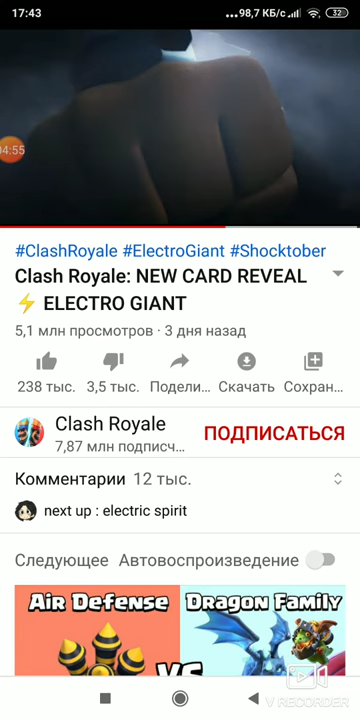 17:43
...98,7 КБ/с
32
04:55
#ClashRoyale #ElectroGiant #Shocktober
Clash Royale: NEW CARD REVEAL
⚡ ELECTRO GIANT
5,1 млн просмотров · 3 дня назад
238 тыс. 3,5 тыс. Подели... Скачать Сохран...
Clash Royale
7,87 млн подписч...
ПОДПИСАТЬСЯ
Комментарии 12 тыс.
next up : electric spirit
Следующее Автовоспроизведение
Air Defense Dragon Family
VS
V RECORDER